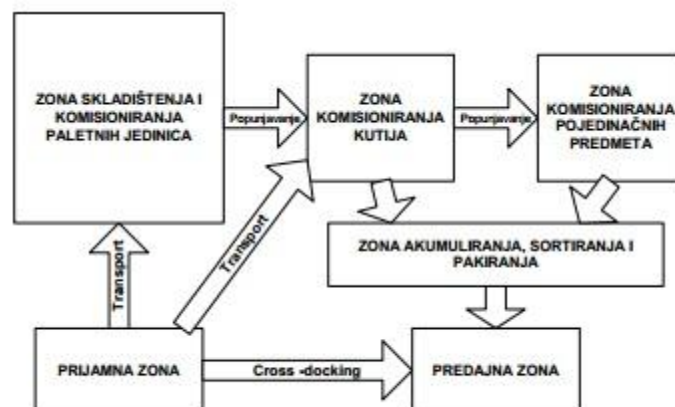 ZONA SKLADIŠTENJA I
KOMISIONIRANJA
PALETNIH JEDINICA
Popunjavanje
ZONA
KOMISIONIRANJA
KUTIJA
Popunjavanje
ZONA
KOMISIONIRANJA
POJEDINAČNIH
PREDMETA
Transport
Transport
ZONA AKUMULIRANJA, SORTIRANJA I
PAKIRANJA
PRIJAMNA ZONA
Cross -docking
PREDAJNA ZONA